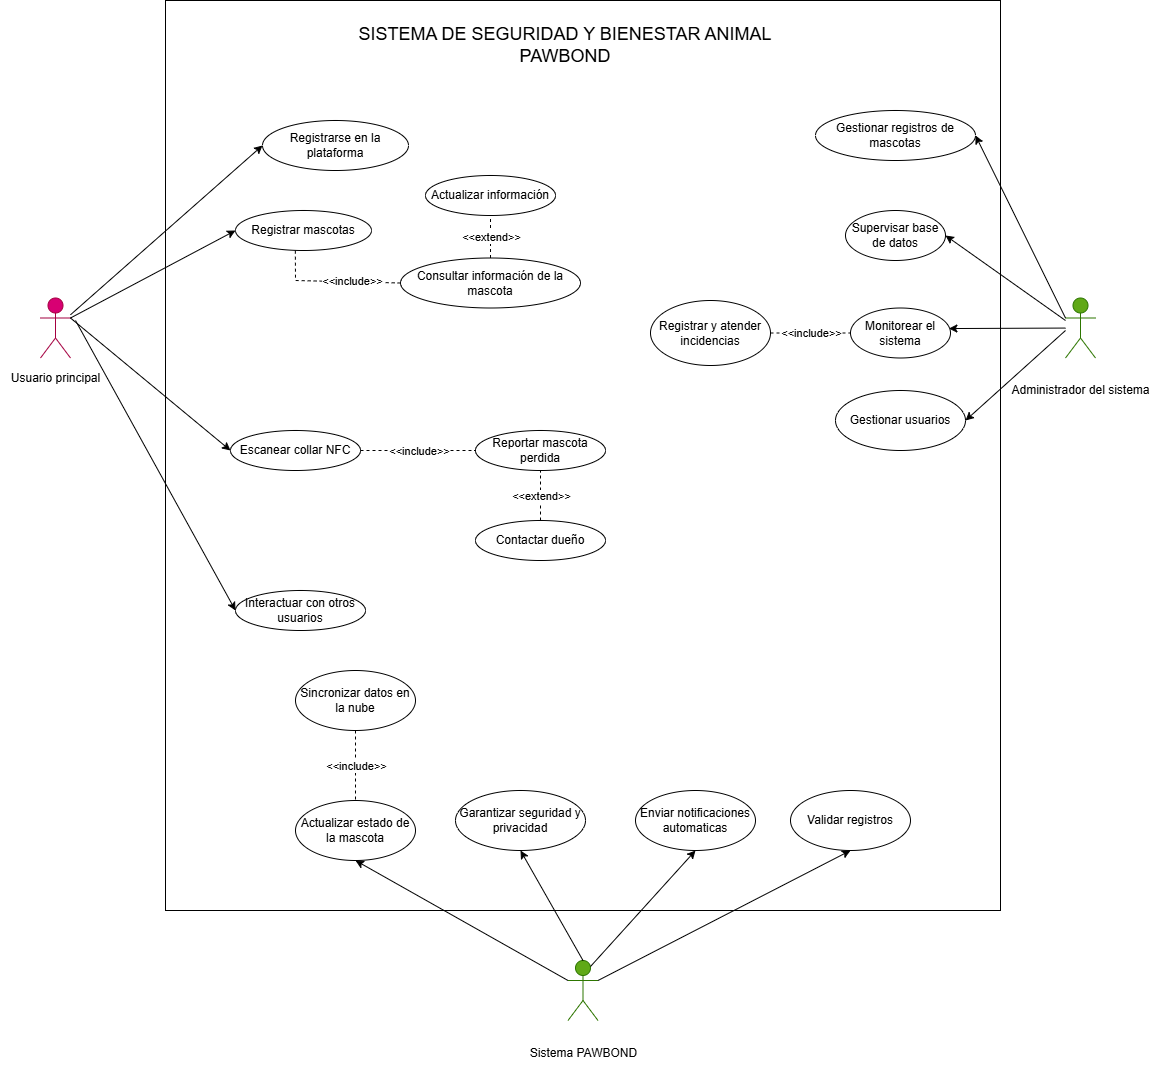 SISTEMA DE SEGURIDAD Y BIENESTAR ANIMAL
PAWBOND
Registrarse en la
plataforma
Gestionar registros de
mascotas
Actualizar información
Registrar mascotas
<<extend>>
Supervisar base
de datos
<<include>>
Consultar información de la
mascota
Registrar y atender
incidencias
<<include>>
Monitorear el
sistema
Usuario principal
Administrador del sistema
Gestionar usuarios
Escanear collar NFC
<<include>>
Reportar mascota
perdida
<<extend>>
Contactar dueño
Interactuar con otros
usuarios
Sincronizar datos en
la nube
<<include>>
Actualizar estado de
la mascota
Garantizar seguridad y
privacidad
Enviar notificaciones
automaticas
Validar registros
Sistema PAWBOND